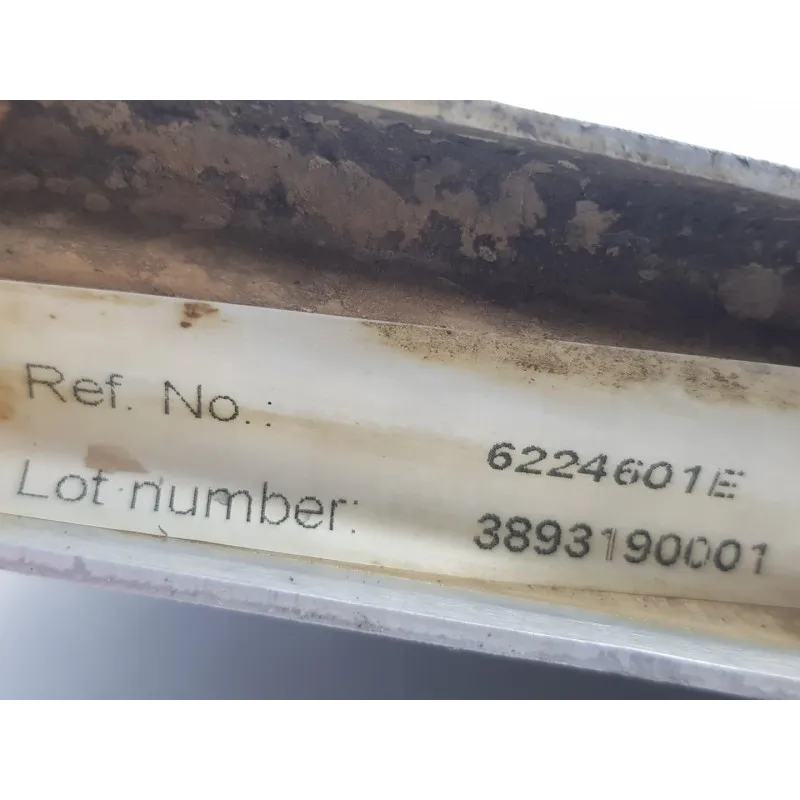 Ref. No.: 6224601E
Lot number: 3893190001